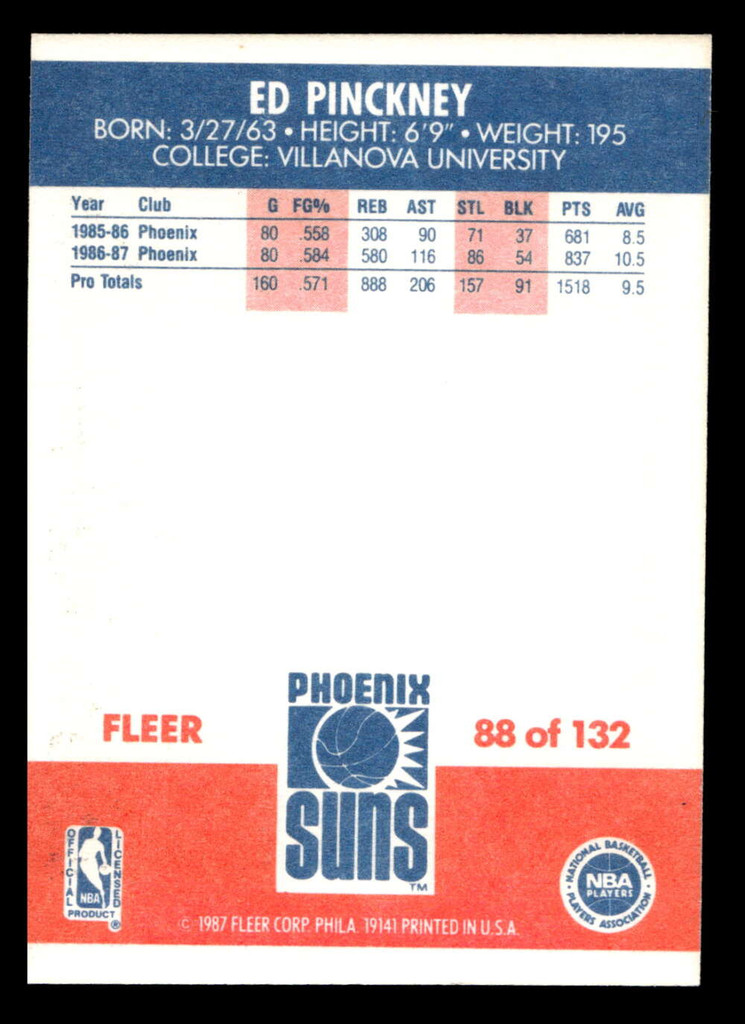 ED PINCKNEY
BORN: 3/27/63 • HEIGHT: 6'9" • WEIGHT: 195
COLLEGE: VILLANOVA UNIVERSITY
Year Club G FG% REB AST STL BLK PTS AVG
1985-86 Phoenix 80 .558 308 90 71 37 681 8.5
1986-87 Phoenix 80 .584 580 116 86 54 837 10.5
Pro Totals 160 .571 888 206 157 91 1518 9.5
PHOENIX
FLEER
88 of 132
SUNS
TM
OFFICIAL LICENSED
NBA
PRODUCT ®
NATIONAL BASKETBALL
NBA
PLAYERS
PLAYERS ASSOCIATION
© 1987 FLEER CORP. PHILA. 19141 PRINTED IN U.S.A.